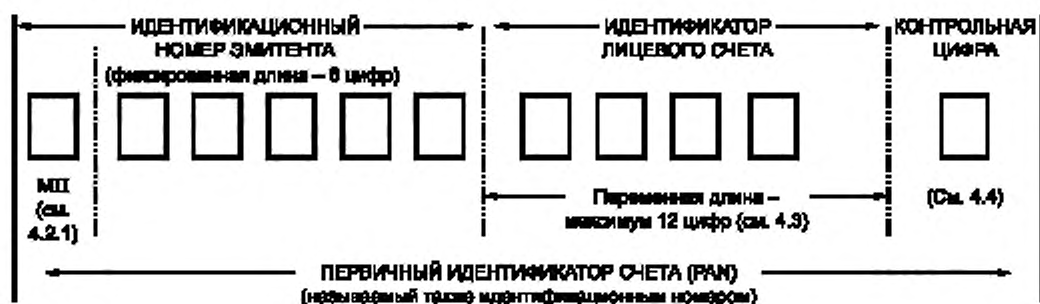 ИДЕНТИФИКАЦИОННЫЙ
НОМЕР ЭМИТЕНТА
(фиксированная длина – 6 цифр)
ИДЕНТИФИКАТОР
ЛИЦЕВОГО СЧЕТА
КОНТРОЛЬНАЯ
ЦИФРА
MII
(см.
4.2.1)
Переменная длина –
максимум 12 цифр (см. 4.3)
(См. 4.4)
ПЕРВИЧНЫЙ ИДЕНТИФИКАТОР СЧЕТА (PAN)
(называемый также идентификационным номером)